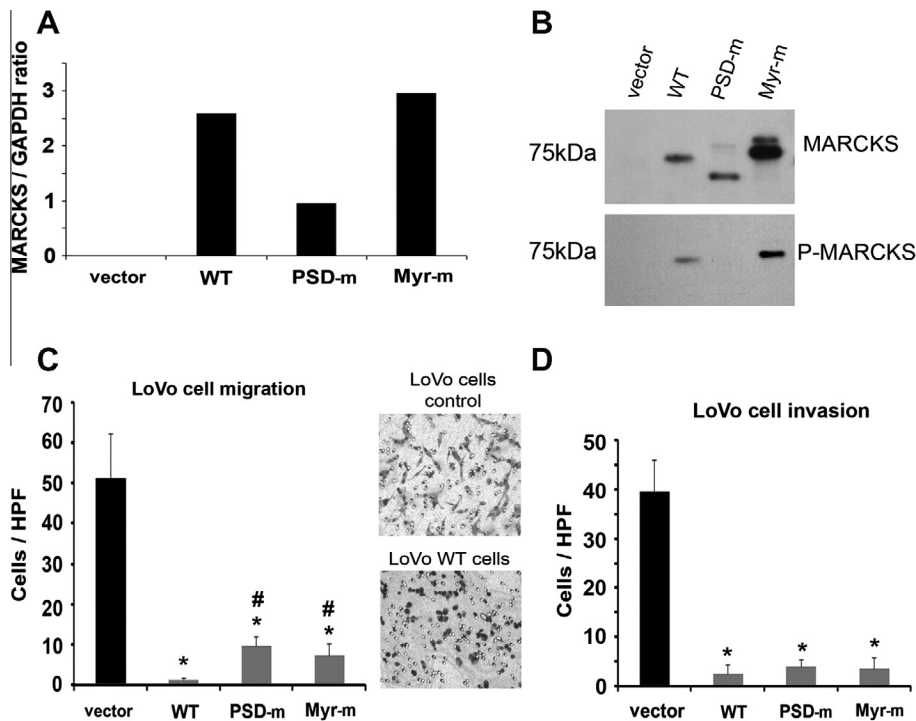 A
MARCKS / GAPDH ratio
3
2
1
0
vector WT PSD-m Myr-m
B
vector WT PSD-m Myr-m
75kDa MARCKS
75kDa P-MARCKS
C
LoVo cell migration
Cells / HPF
70
60
50
40
30
20
10
0
* # * # *
vector WT PSD-m Myr-m
LoVo cells
control
LoVo WT cells
D
LoVo cell invasion
Cells / HPF
50
40
30
20
10
0
* * *
vector WT PSD-m Myr-m